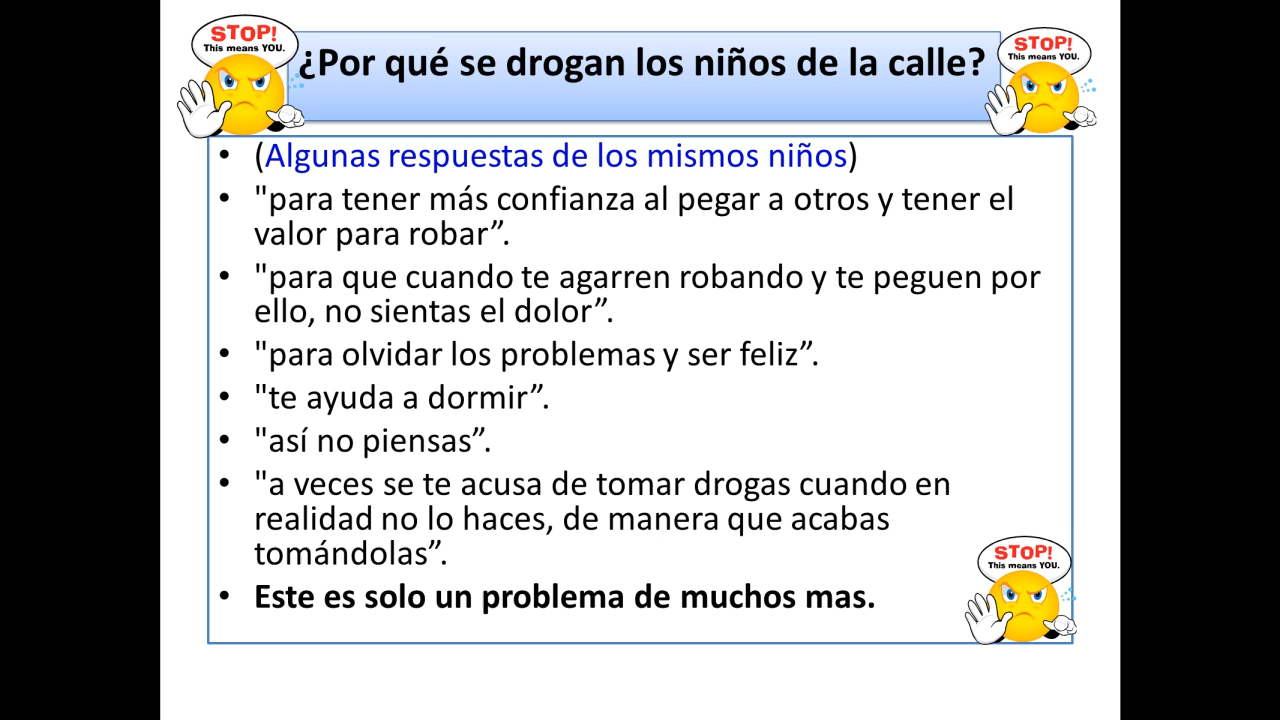 STOP!
This means YOU.
¿Por qué se drogan los niños de la calle?
STOP!
This means YOU.
• (Algunas respuestas de los mismos niños)
• "para tener más confianza al pegar a otros y tener el
valor para robar”.
• "para que cuando te agarren robando y te peguen por
ello, no sientas el dolor”.
• "para olvidar los problemas y ser feliz”.
• "te ayuda a dormir”.
• "así no piensas”.
• "a veces se te acusa de tomar drogas cuando en
realidad no lo haces, de manera que acabas
tomándolas”.
• Este es solo un problema de muchos mas.
STOP!
This means YOU.